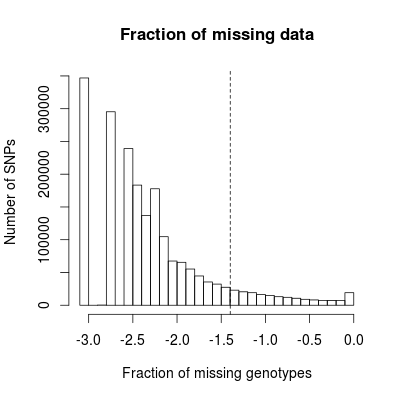 Fraction of missing data
Number of SNPs
300000
200000
100000
0
-3.0 -2.5 -2.0 -1.5 -1.0 -0.5 0.0
Fraction of missing genotypes